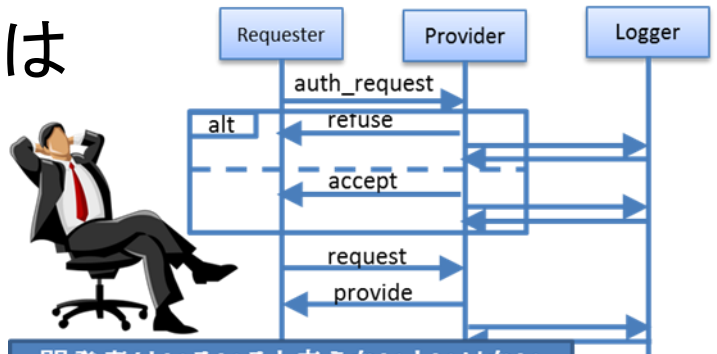 は
Requester
Provider
Logger
auth_request
alt
refuse
accept
request
provide